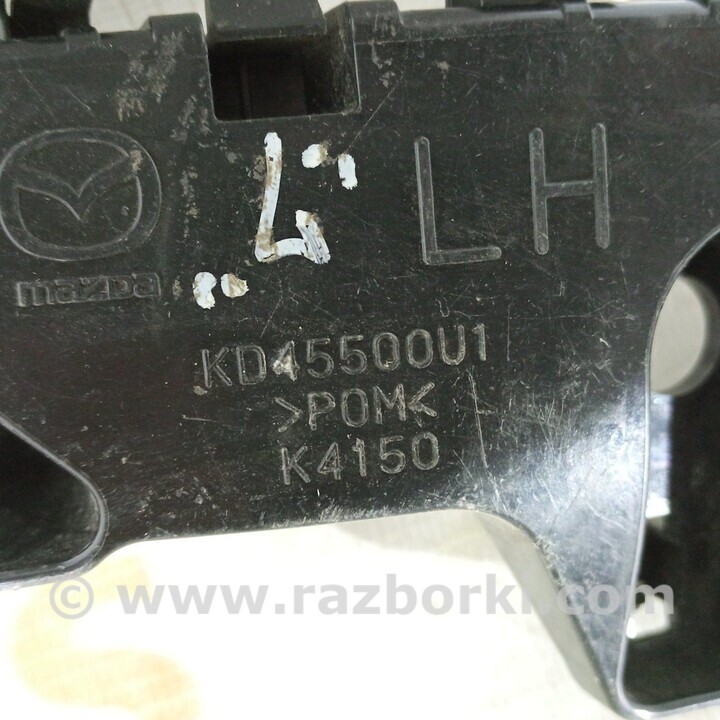 LH
"L"
mazda
KD45500U1
>POM<
K4150
© www.razborki.com